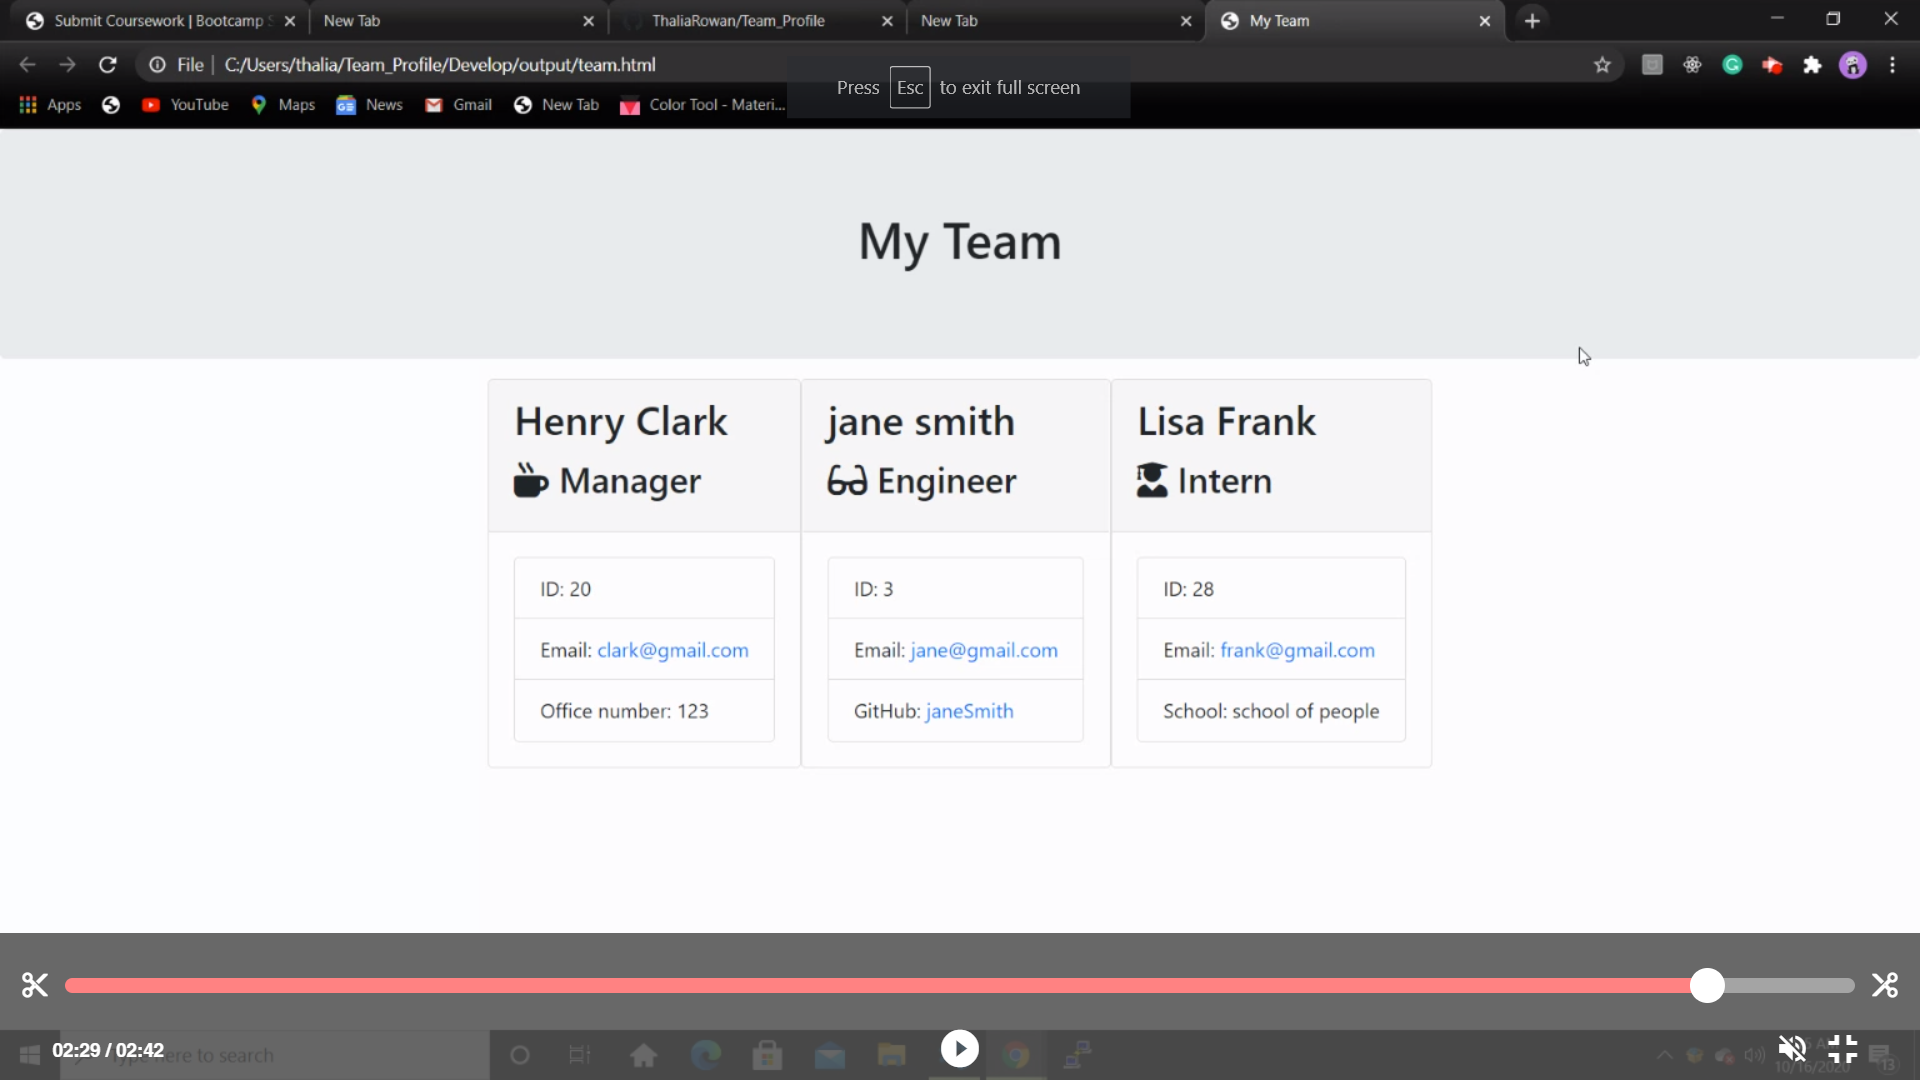 Submit Coursework | Bootcamp S
New Tab
ThaliaRowan/Team_Profile
New Tab
My Team
File | C:/Users/thalia/Team_Profile/Develop/output/team.html
Press Esc to exit full screen
Apps
YouTube
Maps
News
Gmail
New Tab
Color Tool - Materi...
My Team
Henry Clark
Manager
ID: 20
Email: clark@gmail.com
Office number: 123
jane smith
Engineer
ID: 3
Email: jane@gmail.com
GitHub: janeSmith
Lisa Frank
Intern
ID: 28
Email: frank@gmail.com
School: school of people
02:29 / 02:42
here to search
10/16/2020
13